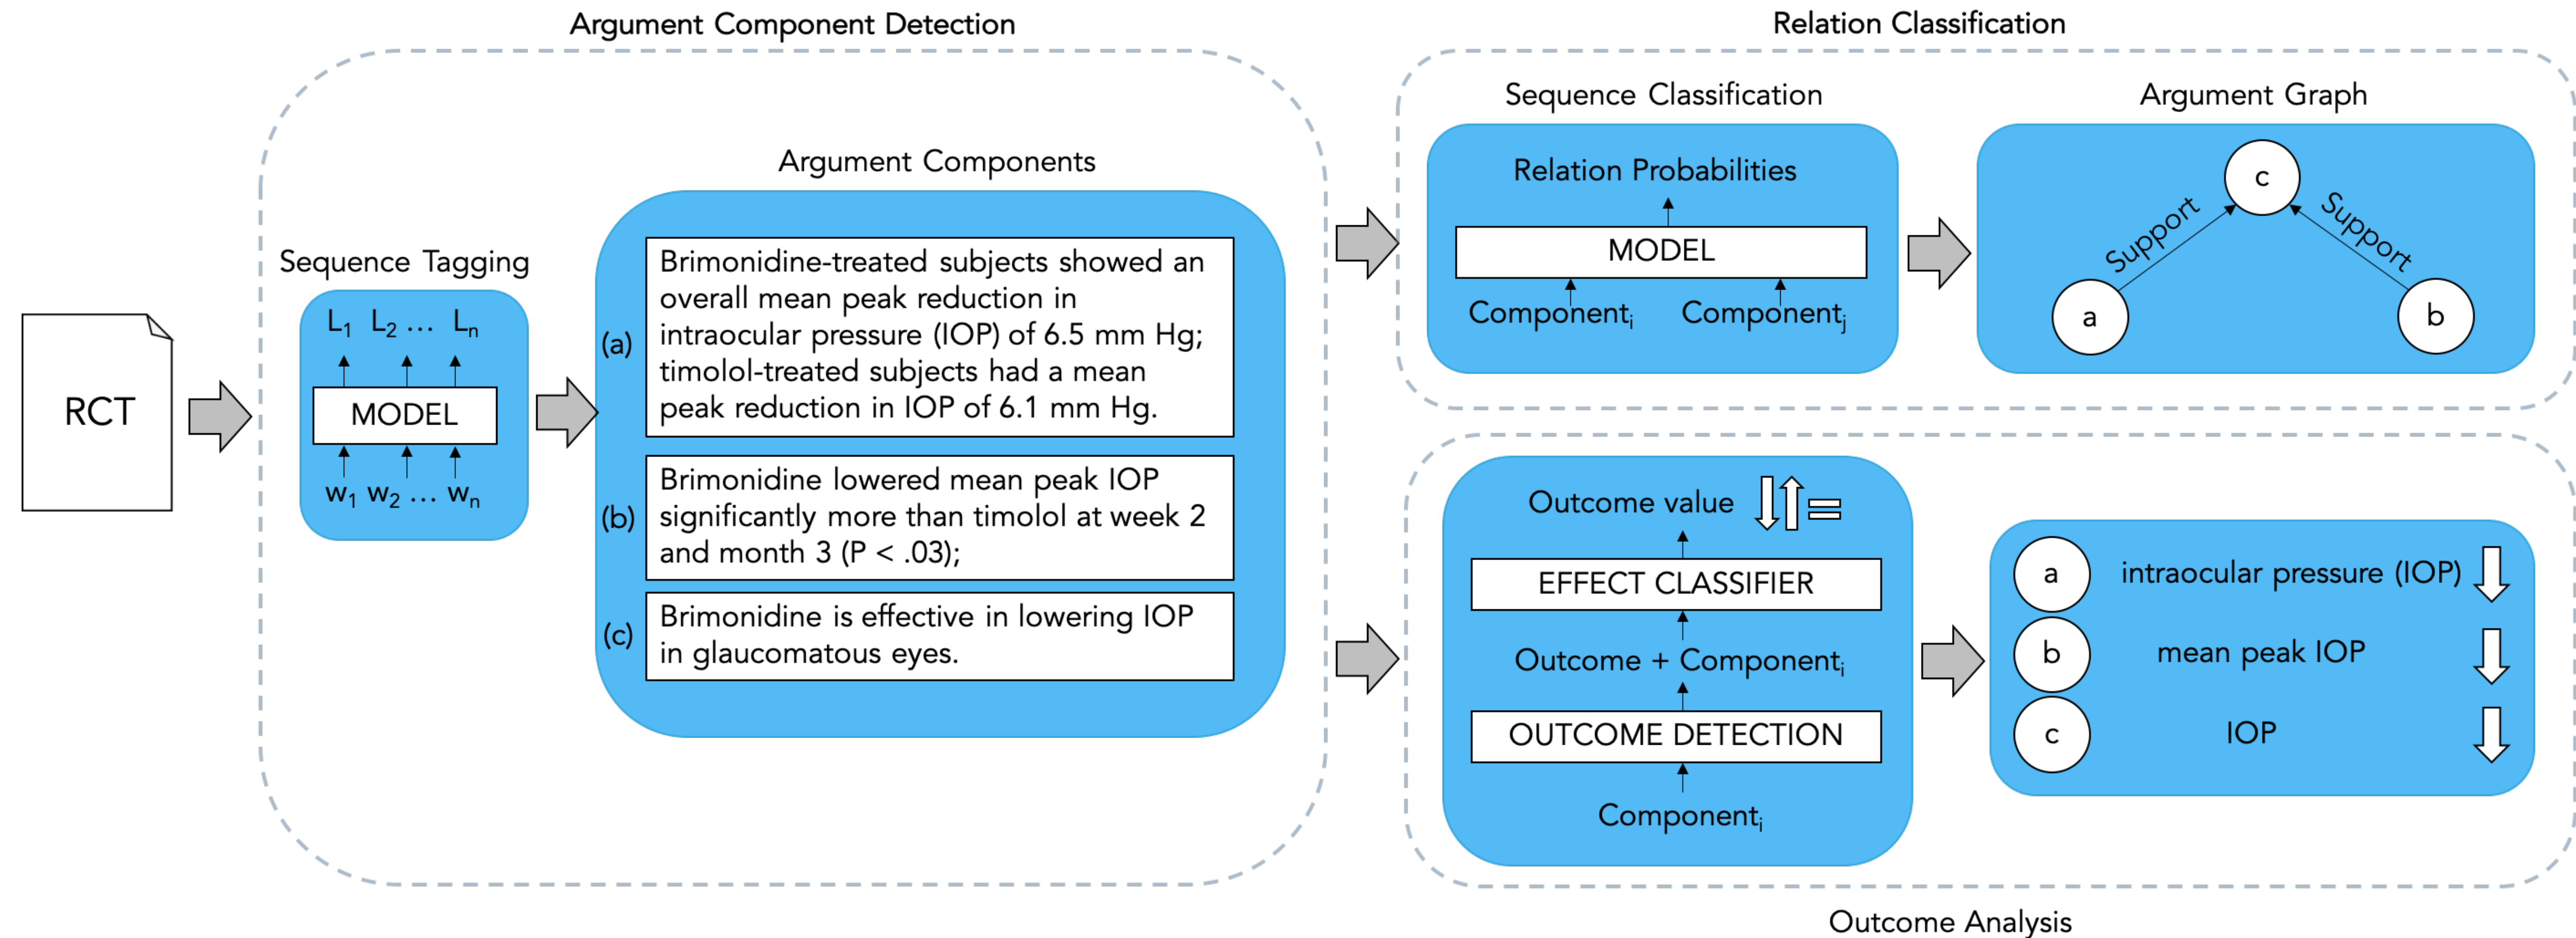 Argument Component Detection
RCT
Sequence Tagging
L1 L2 ... Ln
MODEL
w1 w2 ... wn
Argument Components
(a)
Brimonidine-treated subjects showed an
overall mean peak reduction in
intraocular pressure (IOP) of 6.5 mm Hg;
timolol-treated subjects had a mean
peak reduction in IOP of 6.1 mm Hg.
(b)
Brimonidine lowered mean peak IOP
significantly more than timolol at week 2
and month 3 (P < .03);
(c)
Brimonidine is effective in lowering IOP
in glaucomatous eyes.
Relation Classification
Sequence Classification
Relation Probabilities
MODEL
Componenti Componentj
Argument Graph
c
Support
Support
a
b
Outcome value
EFFECT CLASSIFIER
Outcome + Componenti
OUTCOME DETECTION
Componenti
a intraocular pressure (IOP)
b mean peak IOP
c IOP
Outcome Analysis